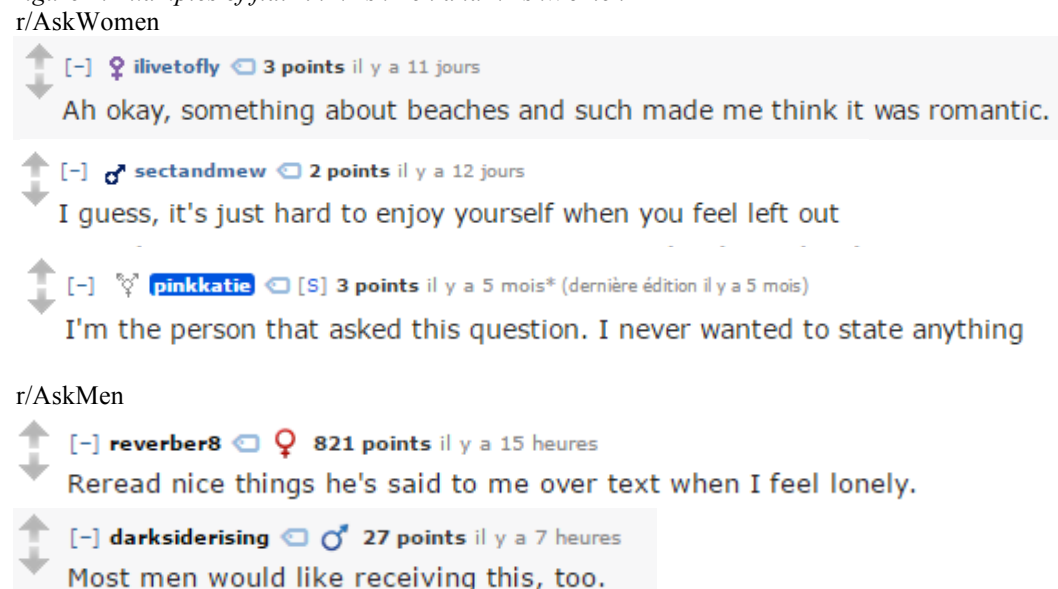 r/AskWomen
[-] ilivetofly 3 points il y a 11 jours
Ah okay, something about beaches and such made me think it was romantic.
[-] sectandmew 2 points il y a 12 jours
I guess, it's just hard to enjoy yourself when you feel left out
[-] pinkkatie [S] 3 points il y a 5 mois* (dernière édition il y a 5 mois)
I'm the person that asked this question. I never wanted to state anything
r/AskMen
[-] reverber8 821 points il y a 15 heures
Reread nice things he's said to me over text when I feel lonely.
[-] darksiderising 27 points il y a 7 heures
Most men would like receiving this, too.